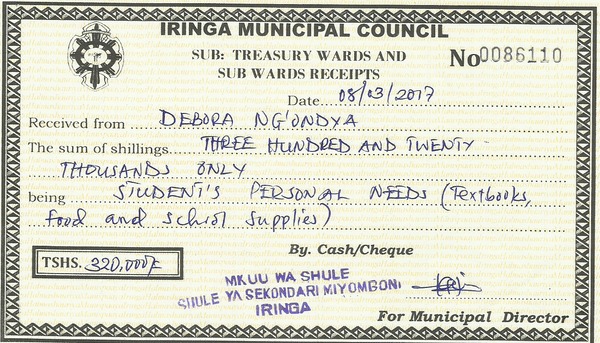 IRINGA MUNICIPAL COUNCIL
SUB: TREASURY WARDS AND
SUB WARDS RECEIPTS
No 0086110
Date 08/03/2017
Received from DEBORA NG'ONDYA
The sum of shillings THREE HUNDRED AND TWENTY
THOUSANDS ONLY
being STUDENT'S PERSONAL NEEDS (Textbooks,
food and school supplies)
By. Cash/Cheque
TSHS. 320,000/=
MKUU WA SHULE
SHULE YA SEKONDARI MIYOMBONI
IRINGA
For Municipal Director